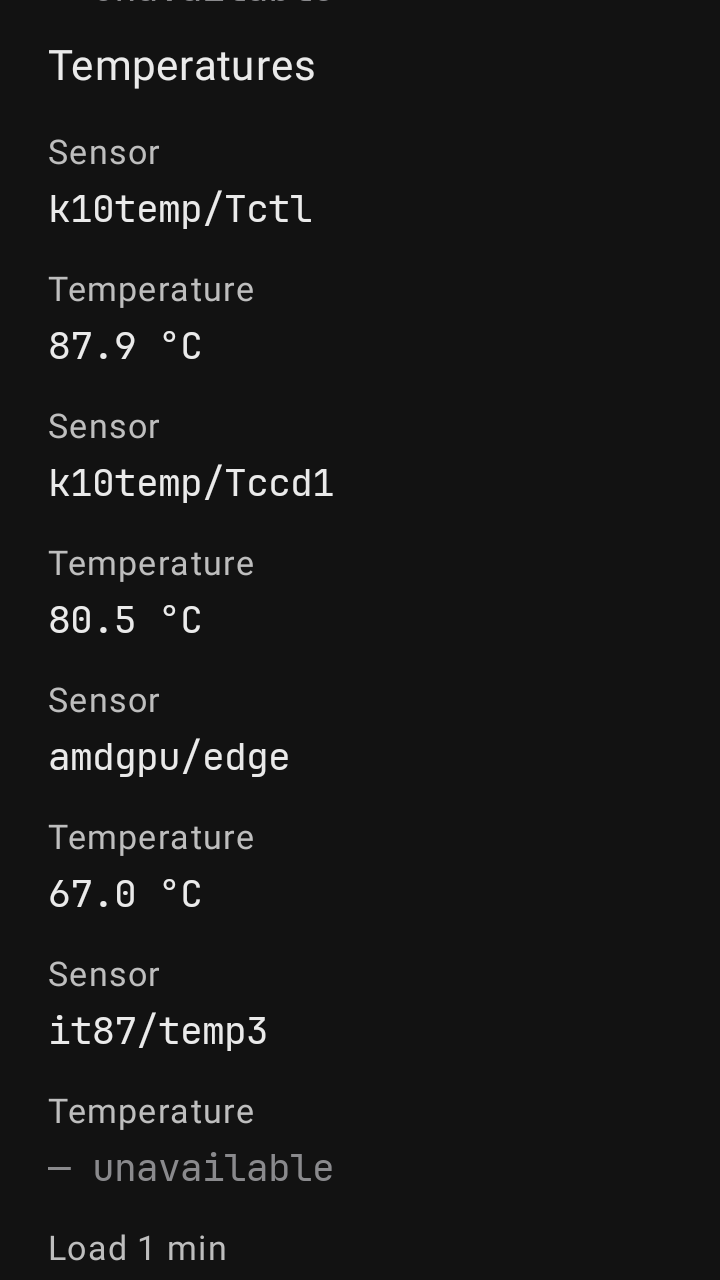 Temperatures
Sensor
k10temp/Tctl
Temperature
87.9 °C
Sensor
k10temp/Tccd1
Temperature
80.5 °C
Sensor
amdgpu/edge
Temperature
67.0 °C
Sensor
it87/temp3
Temperature
— unavailable
Load 1 min